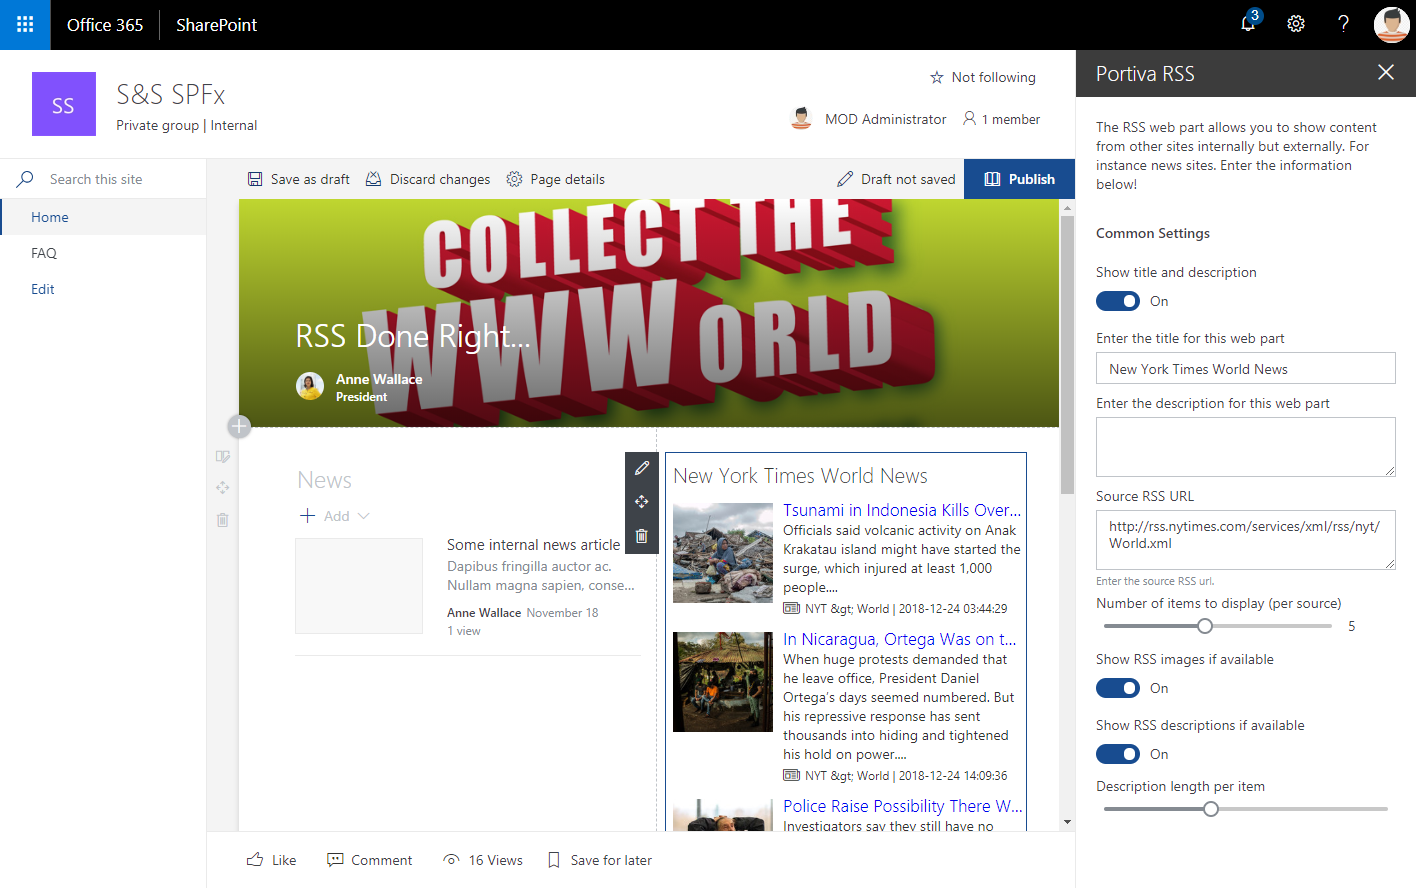 Office 365
SharePoint
3
SS
S&S SPFx
Private group | Internal
Not following
MOD Administrator
1 member
Search this site
Home
FAQ
Edit
Save as draft
Discard changes
Page details
Draft not saved
Publish
COLLECT THE
WWWORLD
RSS Done Right...
Anne Wallace
President
News
Add
Some internal news article
Dapibus fringilla auctor ac.
Nullam magna sapien, conse...
Anne Wallace November 18
1 view
New York Times World News
Tsunami in Indonesia Kills Over...
Officials said volcanic activity on Anak
Krakatau island might have started the
surge, which injured at least 1,000
people....
NYT &gt; World | 2018-12-24 03:44:29
In Nicaragua, Ortega Was on t...
When huge protests demanded that
he leave office, President Daniel
Ortega’s days seemed numbered. But
his repressive response has sent
thousands into hiding and tightened
his hold on power....
NYT &gt; World | 2018-12-24 14:09:36
Police Raise Possibility There W...
Investigators say they still have no
Like
Comment
16 Views
Save for later
Portiva RSS
The RSS web part allows you to show content
from other sites internally but externally. For
instance news sites. Enter the information
below!
Common Settings
Show title and description
On
Enter the title for this web part
New York Times World News
Enter the description for this web part
Source RSS URL
http://rss.nytimes.com/services/xml/rss/nyt/
World.xml
Enter the source RSS url.
Number of items to display (per source)
5
Show RSS images if available
On
Show RSS descriptions if available
On
Description length per item